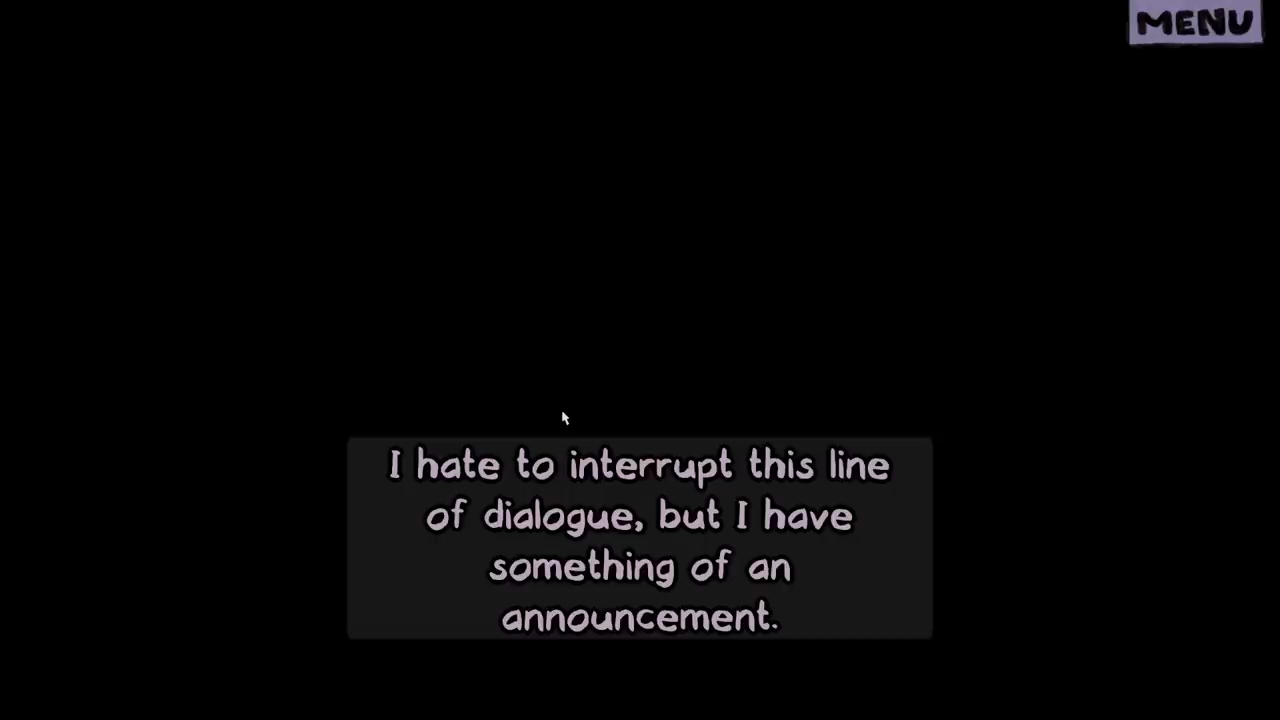 MENU
I hate to interrupt this line
of dialogue, but I have
something of an
announcement.